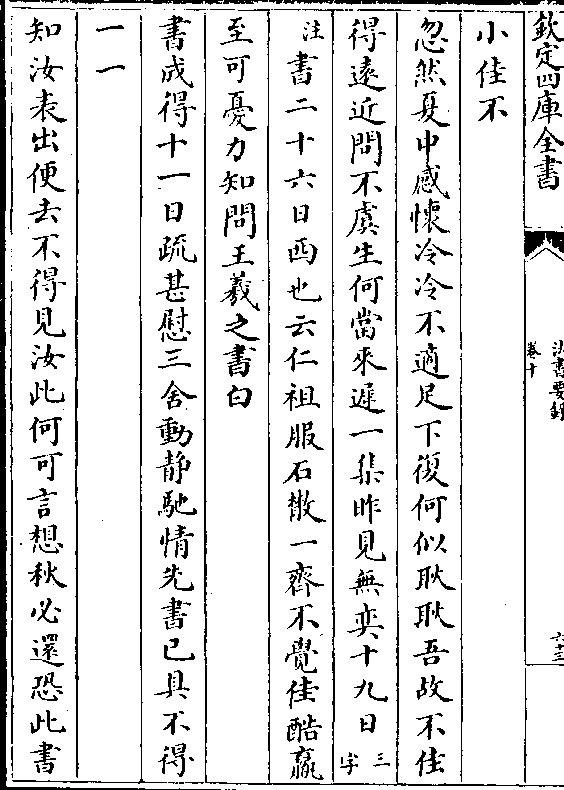 欽定四庫全書
法書要録
卷十
六十三
小佳不
忽然夏中感懷冷冷不適足下復何似耿耿吾故不佳
得遠近問不虞生何當來遲一集昨見無奕十九日三字
注書二十六日西也云仁祖服石散一齊不覺佳酷羸
至可憂力知問王羲之書白
書成得十一日疏甚慰三舍動静馳情先書已具不得
一一
知汝表出便去不得見汝此何可言想秋必還恐此書